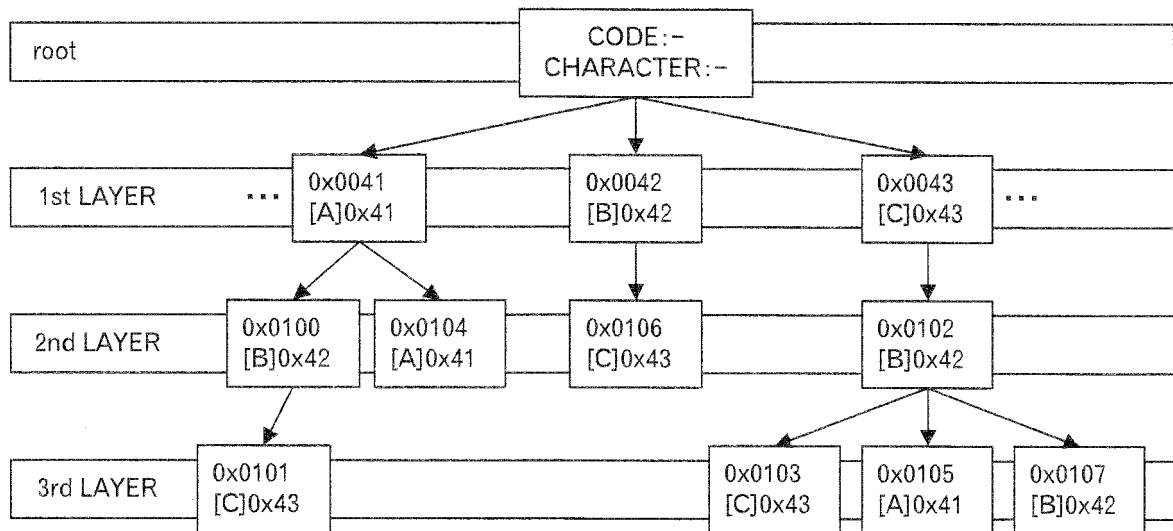 root
CODE:-
CHARACTER:-
1st LAYER
...
0x0041
[A]0x41
0x0042
[B]0x42
0x0043
[C]0x43
...
2nd LAYER
0x0100
[B]0x42
0x0104
[A]0x41
0x0106
[C]0x43
0x0102
[B]0x42
3rd LAYER
0x0101
[C]0x43
0x0103
[C]0x43
0x0105
[A]0x41
0x0107
[B]0x42